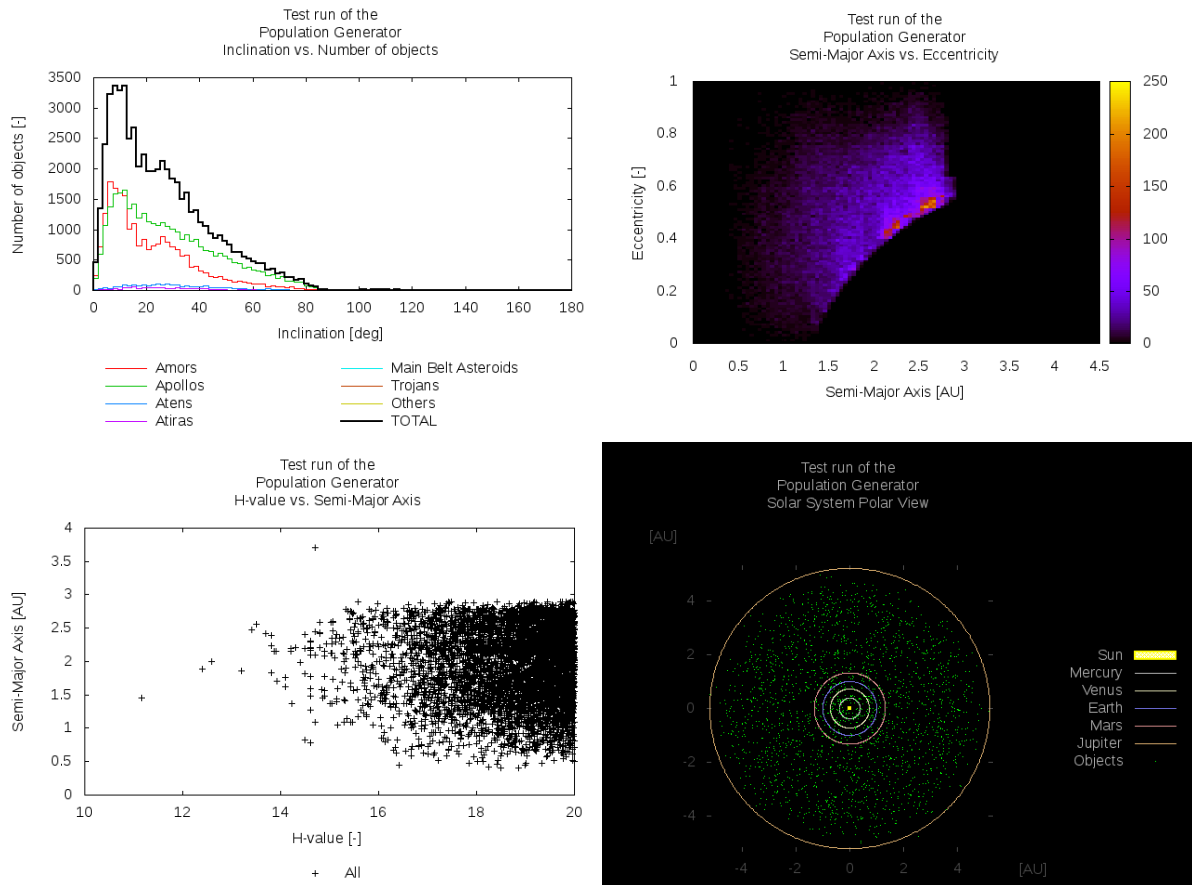 Test run of the
Population Generator
Inclination vs. Number of objects
Number of objects [-]
3500
3000
2500
2000
1500
1000
500
0
0 20 40 60 80 100 120 140 160 180
Inclination [deg]
Amors
Apollos
Atens
Atiras
Main Belt Asteroids
Trojans
Others
TOTAL
Test run of the
Population Generator
Semi-Major Axis vs. Eccentricity
Eccentricity [-]
1
0.8
0.6
0.4
0.2
0
0 0.5 1 1.5 2 2.5 3 3.5 4 4.5
Semi-Major Axis [AU]
250
200
150
100
50
0
Test run of the
Population Generator
H-value vs. Semi-Major Axis
Semi-Major Axis [AU]
4
3.5
3
2.5
2
1.5
1
0.5
0
10 12 14 16 18 20
H-value [-]
All
Test run of the
Population Generator
Solar System Polar View
[AU]
4
2
0
-2
-4
-4 -2 0 2 4
[AU]
Sun
Mercury
Venus
Earth
Mars
Jupiter
Objects